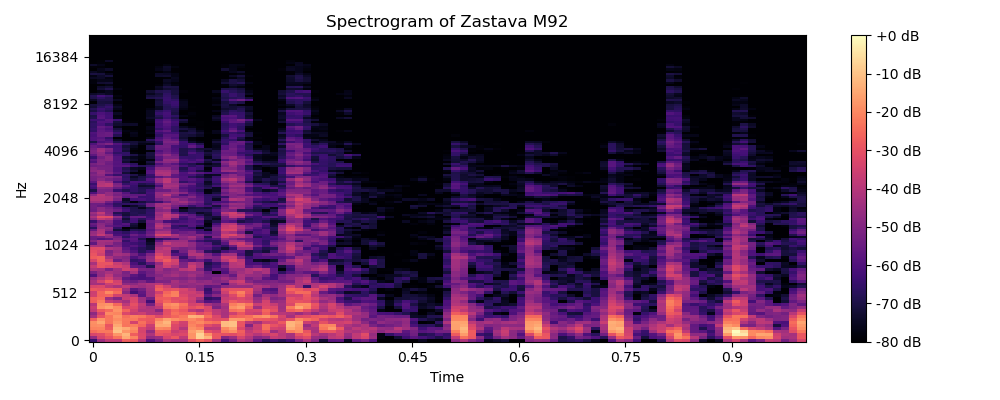 Spectrogram of Zastava M92
Hz
16384
8192
4096
2048
1024
512
0
0 0.15 0.3 0.45 0.6 0.75 0.9
Time
+0 dB
-10 dB
-20 dB
-30 dB
-40 dB
-50 dB
-60 dB
-70 dB
-80 dB